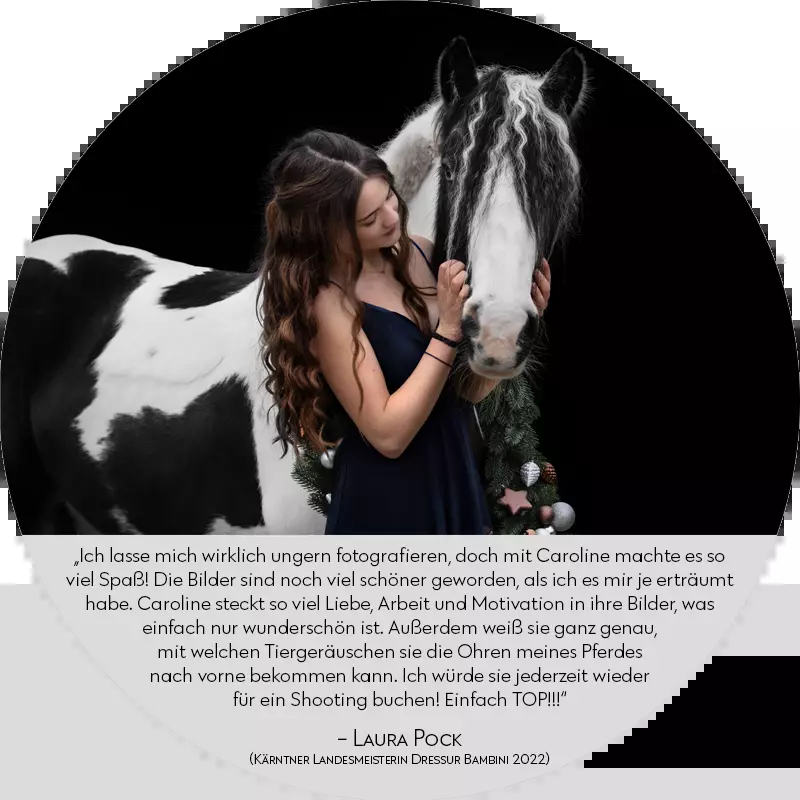 „Ich lasse mich wirklich ungern fotografieren, doch mit Caroline machte es so
viel Spaß! Die Bilder sind noch viel schöner geworden, als ich es mir je erträumt
habe. Caroline steckt so viel Liebe, Arbeit und Motivation in ihre Bilder, was
einfach nur wunderschön ist. Außerdem weiß sie ganz genau,
mit welchen Tiergeräuschen sie die Ohren meines Pferdes
nach vorne bekommen kann. Ich würde sie jederzeit wieder
für ein Shooting buchen! Einfach TOP!!!“
– Laura Pock
(Kärntner Landesmeisterin Dressur Bambini 2022)